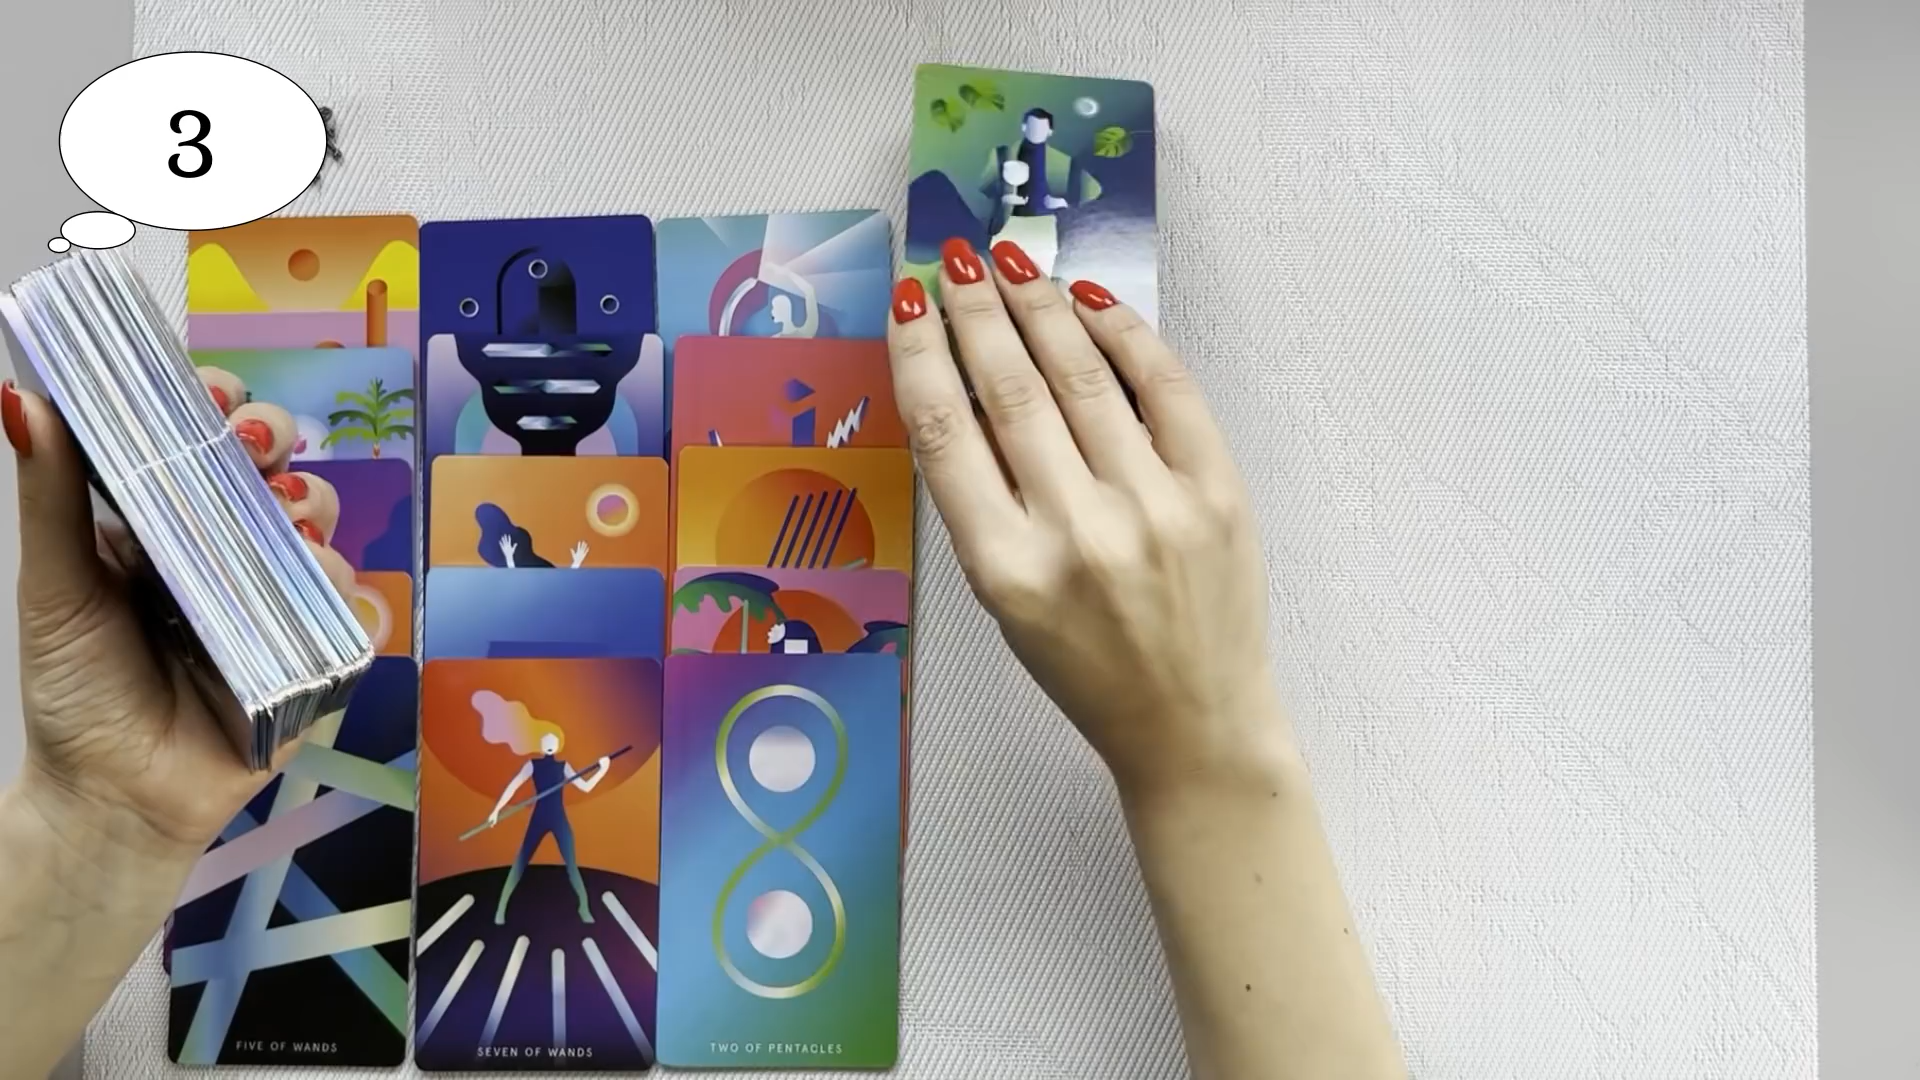 3
FIVE OF WANDS
SEVEN OF WANDS
TWO OF PENTACLES